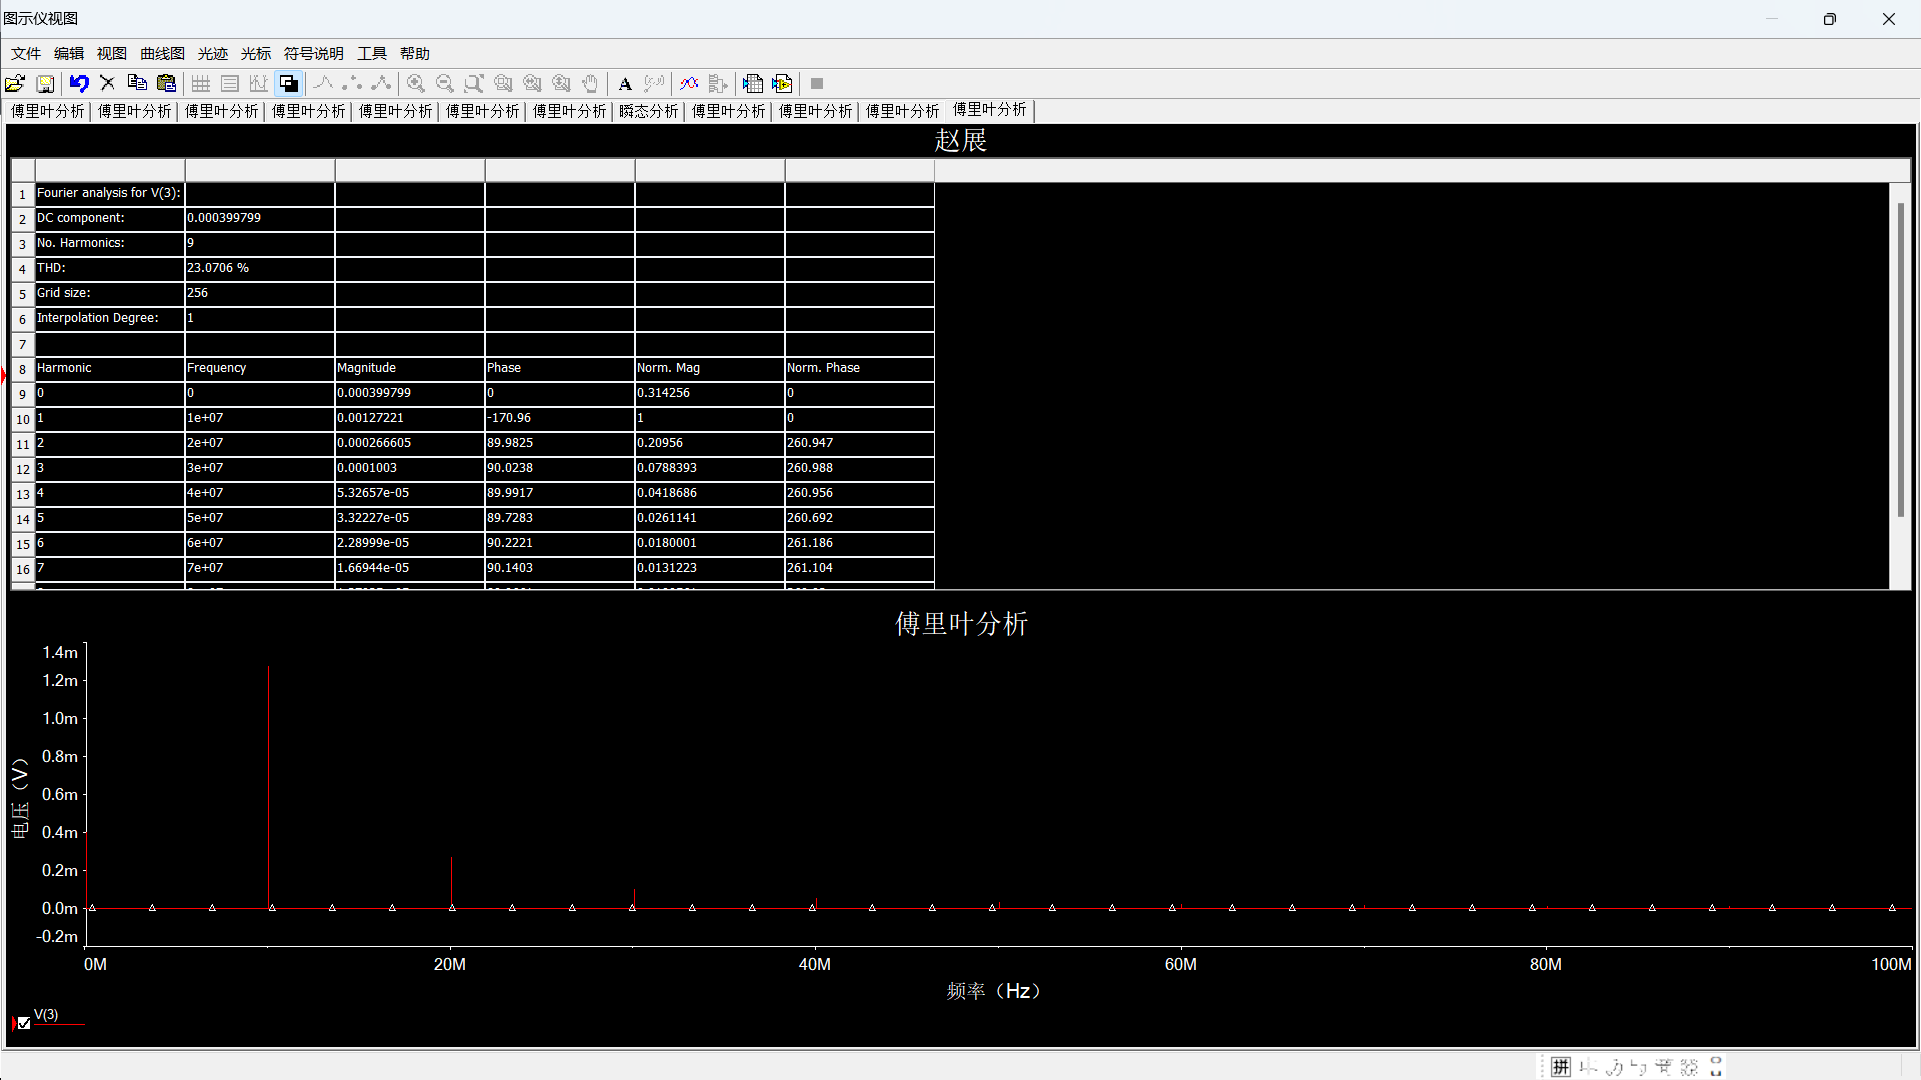 图示仪视图
文件 编辑 视图 曲线图 光迹 光标 符号说明 工具 帮助
傅里叶分析 傅里叶分析 傅里叶分析 傅里叶分析 傅里叶分析 傅里叶分析 傅里叶分析 瞬态分析 傅里叶分析 傅里叶分析 傅里叶分析 傅里叶分析
赵展
1 Fourier analysis for V(3):
2 DC component: 0.000399799
3 No. Harmonics: 9
4 THD: 23.0706 %
5 Grid size: 256
6 Interpolation Degree: 1
7
8 Harmonic Frequency Magnitude Phase Norm. Mag Norm. Phase
9 0 0 0.000399799 0 0.314256 0
10 1 1e+07 0.00127221 -170.96 1 0
11 2 2e+07 0.000266605 89.9825 0.20956 260.947
12 3 3e+07 0.0001003 90.0238 0.0788393 260.988
13 4 4e+07 5.32657e-05 89.9917 0.0418686 260.956
14 5 5e+07 3.32227e-05 89.7283 0.0261141 260.692
15 6 6e+07 2.28999e-05 90.2221 0.0180001 261.186
16 7 7e+07 1.66944e-05 90.1403 0.0131223 261.104
傅里叶分析
1.4m
1.2m
1.0m
0.8m
0.6m
0.4m
0.2m
0.0m
-0.2m
电压（V）
0M 20M 40M 60M 80M 100M
频率（Hz）
V(3)
拼